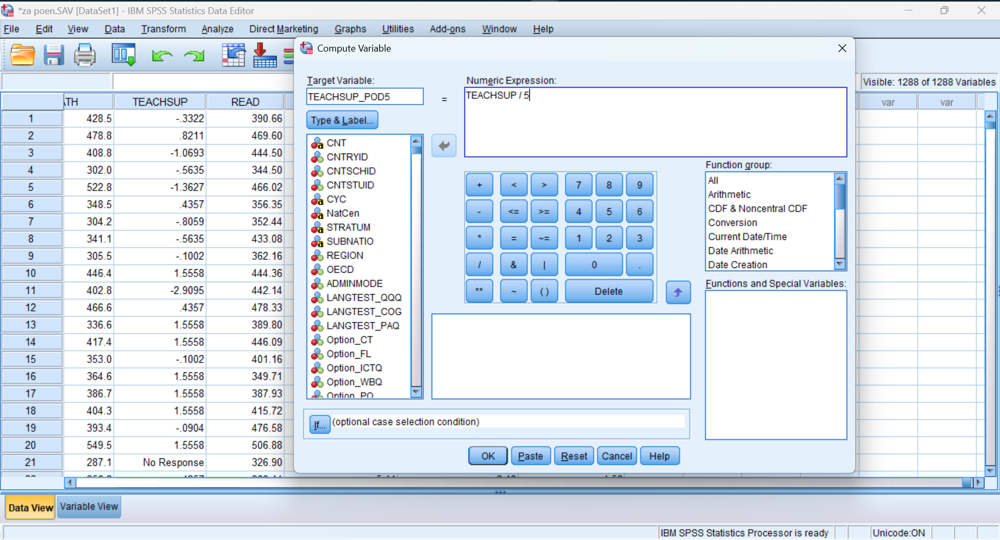 *za poen.SAV [DataSet1] - IBM SPSS Statistics Data Editor
File Edit View Data Transform Analyze Direct Marketing Graphs Utilities Add-ons Window Help
Compute Variable
Visible: 1288 of 1288 Variables
ATH TEACHSUP READ var var
1 428.5 -.3322 390.66
2 478.8 .8211 469.60
3 408.8 -1.0693 444.50
4 302.0 -.5635 344.50
5 522.8 -1.3627 466.02
6 348.5 .4357 356.35
7 304.2 -.8059 352.44
8 341.1 -.5635 433.08
9 305.5 -.1002 362.16
10 446.4 1.5558 444.36
11 402.8 -2.9095 442.14
12 466.6 .4357 478.33
13 336.6 1.5558 389.80
14 417.4 1.5558 446.09
15 353.0 -.1002 401.16
16 364.6 1.5558 349.71
17 386.7 1.5558 387.93
18 404.3 1.5558 415.72
19 393.4 -.0904 476.58
20 549.5 1.5558 506.88
21 287.1 No Response 326.90
Target Variable:
TEACHSUP_POD5
=
Numeric Expression:
TEACHSUP / 5
Type & Label...
CNT
CNTRYID
CNTSCHID
CNTSTUID
CYC
NatCen
STRATUM
SUBNATIO
REGION
OECD
ADMINMODE
LANGTEST_QQQ
LANGTEST_COG
LANGTEST_PAQ
Option_CT
Option_FL
Option_ICTQ
Option_WBQ
Option_PQ
+ < > 7 8 9
- <= >= 4 5 6
* = ~= 1 2 3
/ & | 0 .
** ~ ( ) Delete
Function group:
All
Arithmetic
CDF & Noncentral CDF
Conversion
Current Date/Time
Date Arithmetic
Date Creation
Functions and Special Variables:
If... (optional case selection condition)
OK Paste Reset Cancel Help
Data View Variable View
IBM SPSS Statistics Processor is ready Unicode:ON